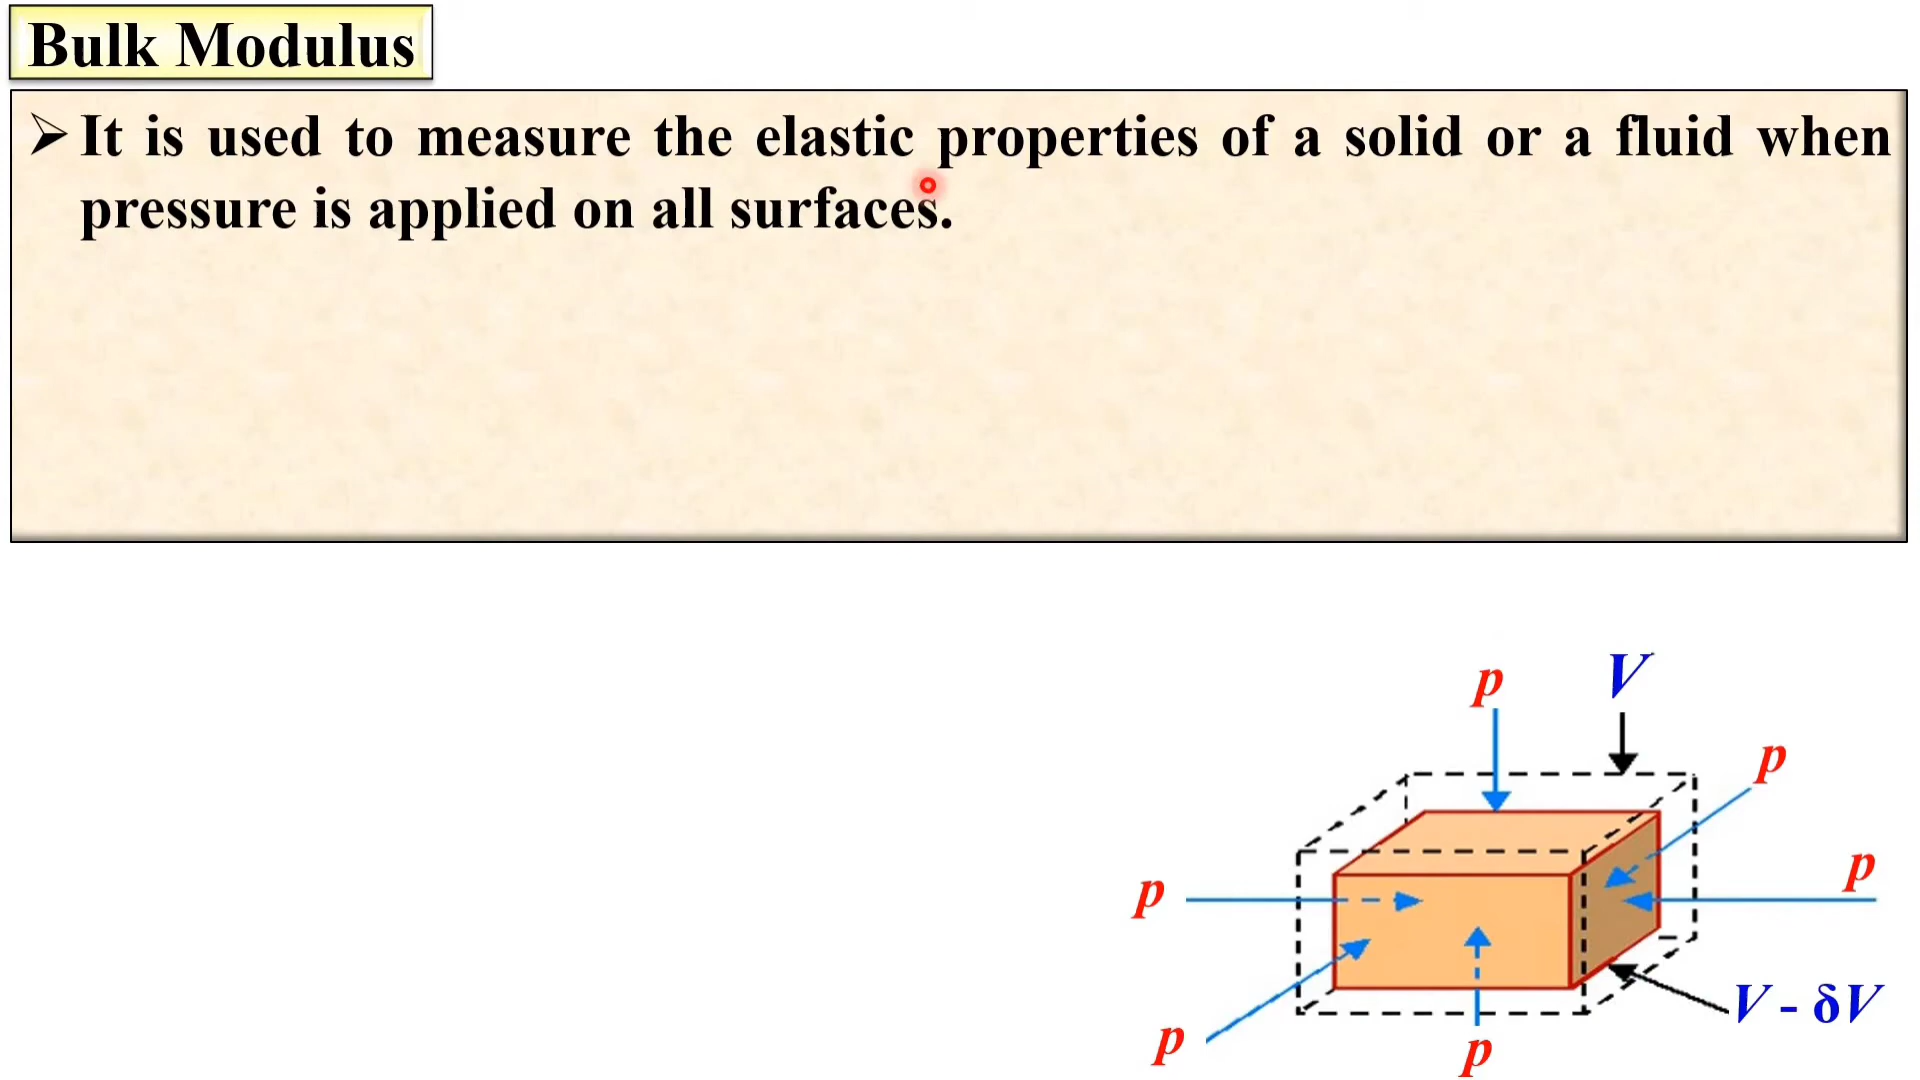 Bulk Modulus
➢ It is used to measure the elastic properties of a solid or a fluid when
pressure is applied on all surfaces.
p
V
p
p
p
V - δV
p
p